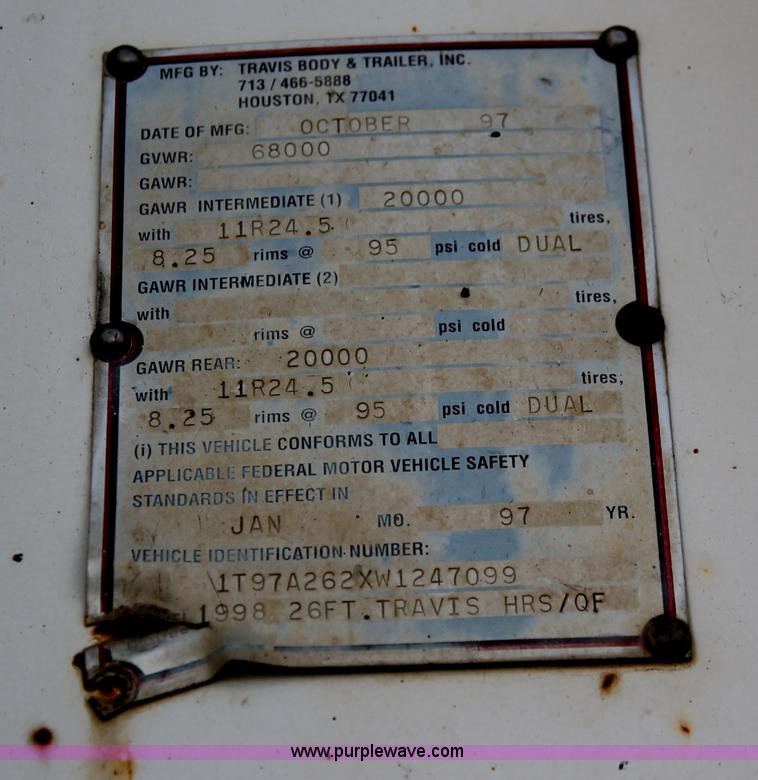 MFG BY: TRAVIS BODY & TRAILER, INC.
713 / 466-5888
HOUSTON, TX 77041
DATE OF MFG: OCTOBER 97
GVWR: 68000
GAWR:
GAWR INTERMEDIATE (1) 20000
with 11R24.5 tires,
8.25 rims @ 95 psi cold DUAL
GAWR INTERMEDIATE (2)
with tires,
rims @ psi cold
GAWR REAR: 20000
with 11R24.5 tires,
8.25 rims @ 95 psi cold DUAL
(i) THIS VEHICLE CONFORMS TO ALL
APPLICABLE FEDERAL MOTOR VEHICLE SAFETY
STANDARDS IN EFFECT IN
JAN MO. 97 YR.
VEHICLE IDENTIFICATION NUMBER:
1T97A262XW1247099
1998 26FT.TRAVIS HRS/QF
www.purplewave.com